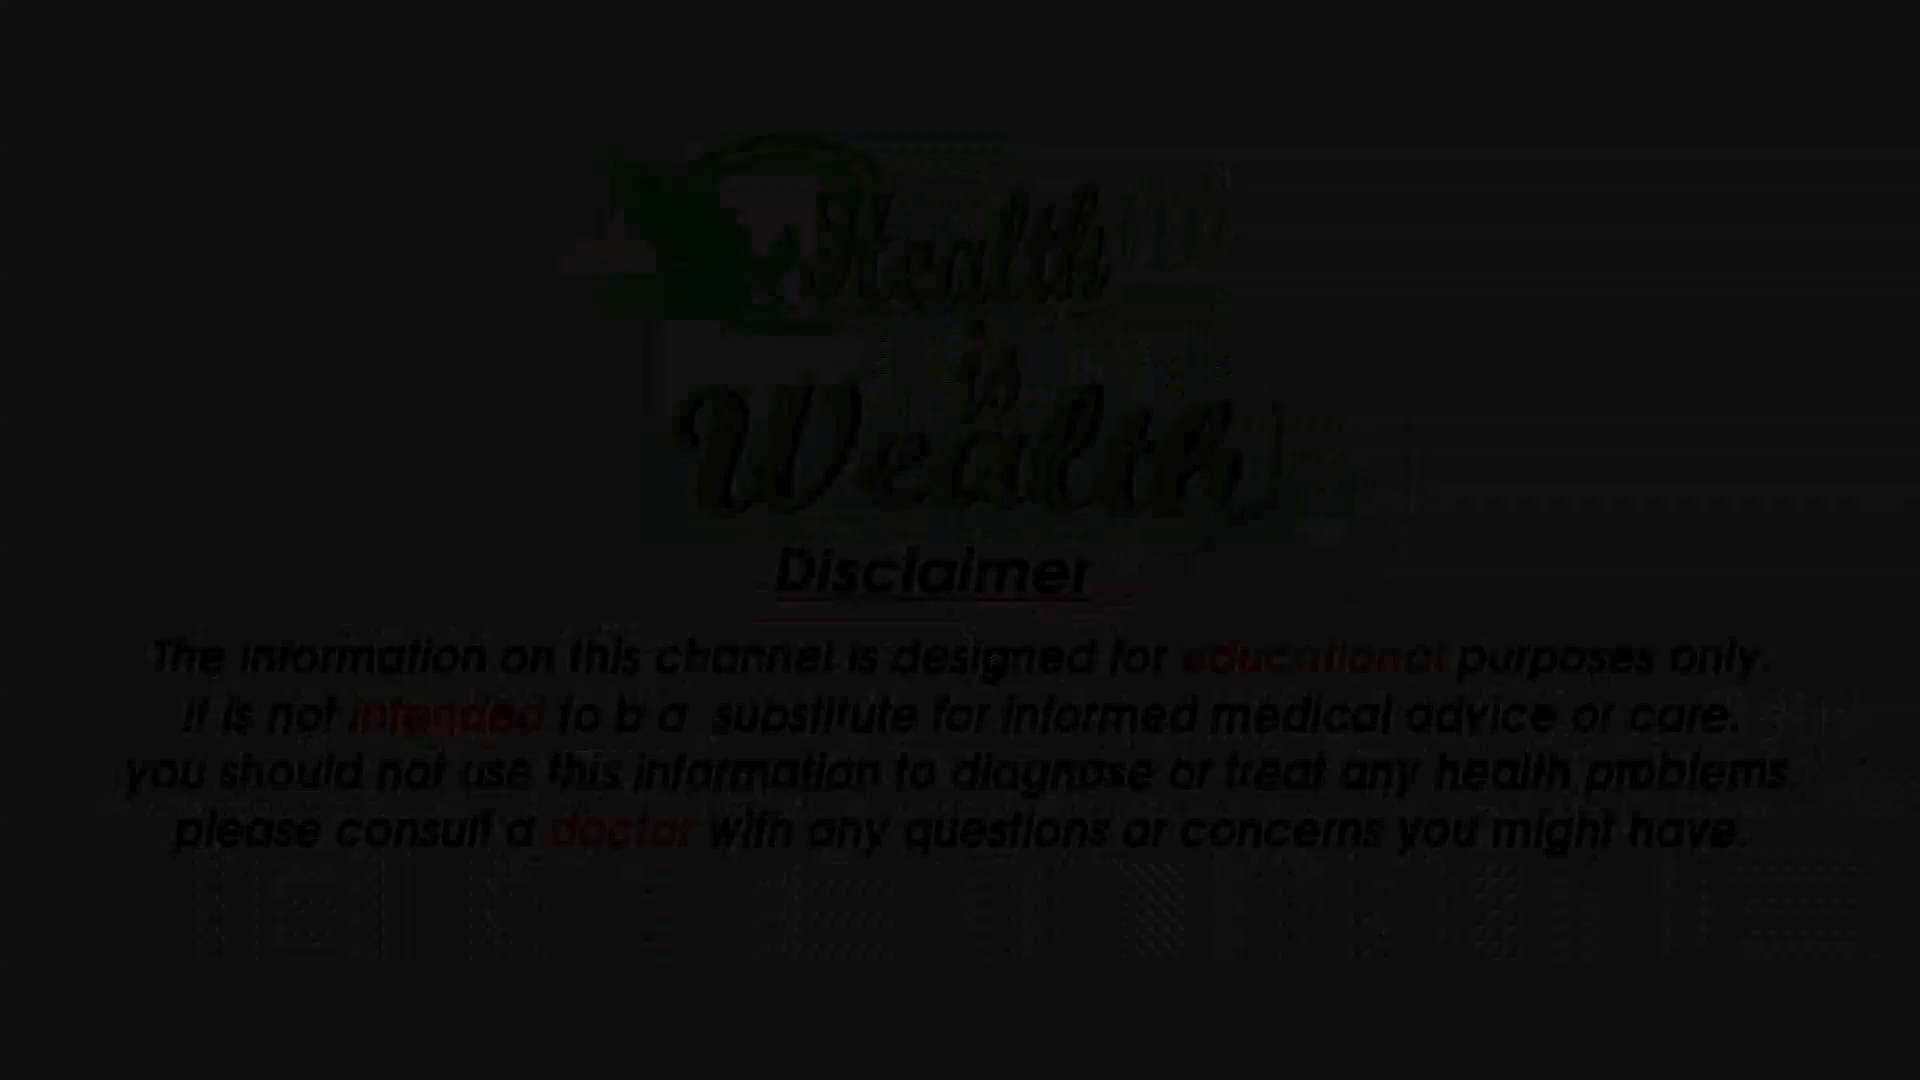 Health
is
Wealth
Disclaimer
The information on this channel is designed for educational purposes only.
it is not intended to b a substitute for informed medical advice or care.
you should not use this information to diagnose or treat any health problems.
please consult a doctor with any questions or concerns you might have.